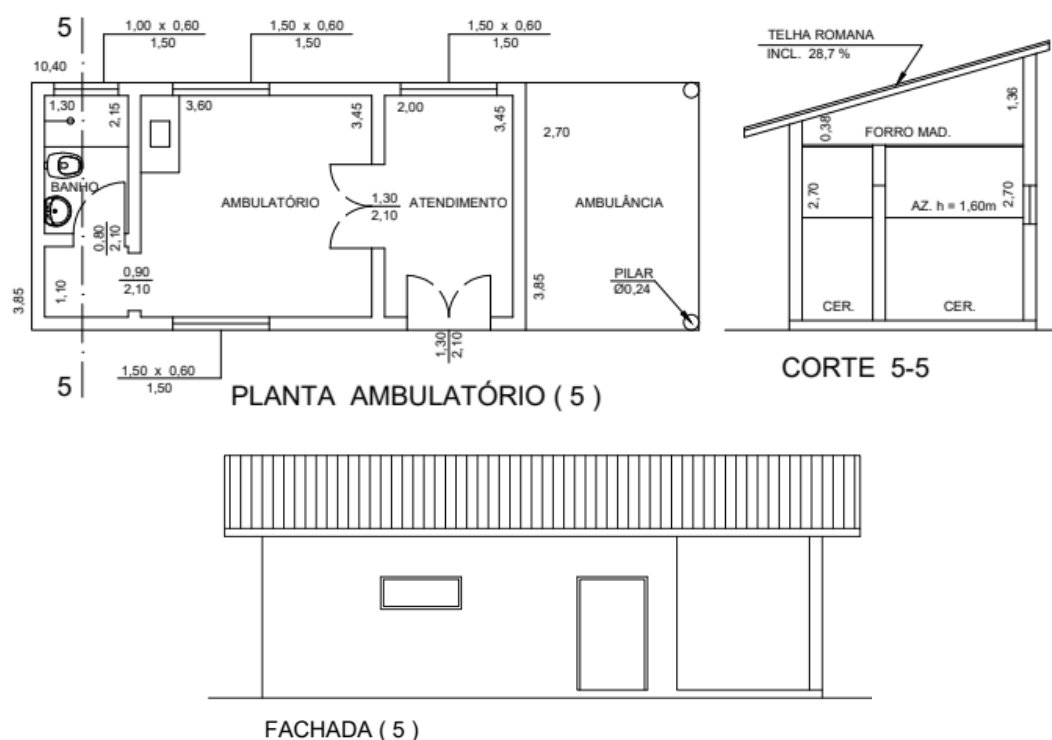 5
1,00 x 0,60
1,50
1,50 x 0,60
1,50
1,50 x 0,60
1,50
10,40
1,30
2,15
3,60
3,45
2,00
3,45
2,70
BANHO
AMBULATÓRIO
1,30
2,10
ATENDIMENTO
AMBULÂNCIA
0,80
2,10
0,90
2,10
1,10
3,85
3,85
PILAR
Ø0,24
1,30
2,10
1,50 x 0,60
1,50
5
PLANTA AMBULATÓRIO ( 5 )
TELHA ROMANA
INCL. 28,7 %
1,36
0,38
FORRO MAD.
2,70
2,70
AZ. h = 1,60m
CER.
CER.
CORTE 5-5
FACHADA ( 5 )